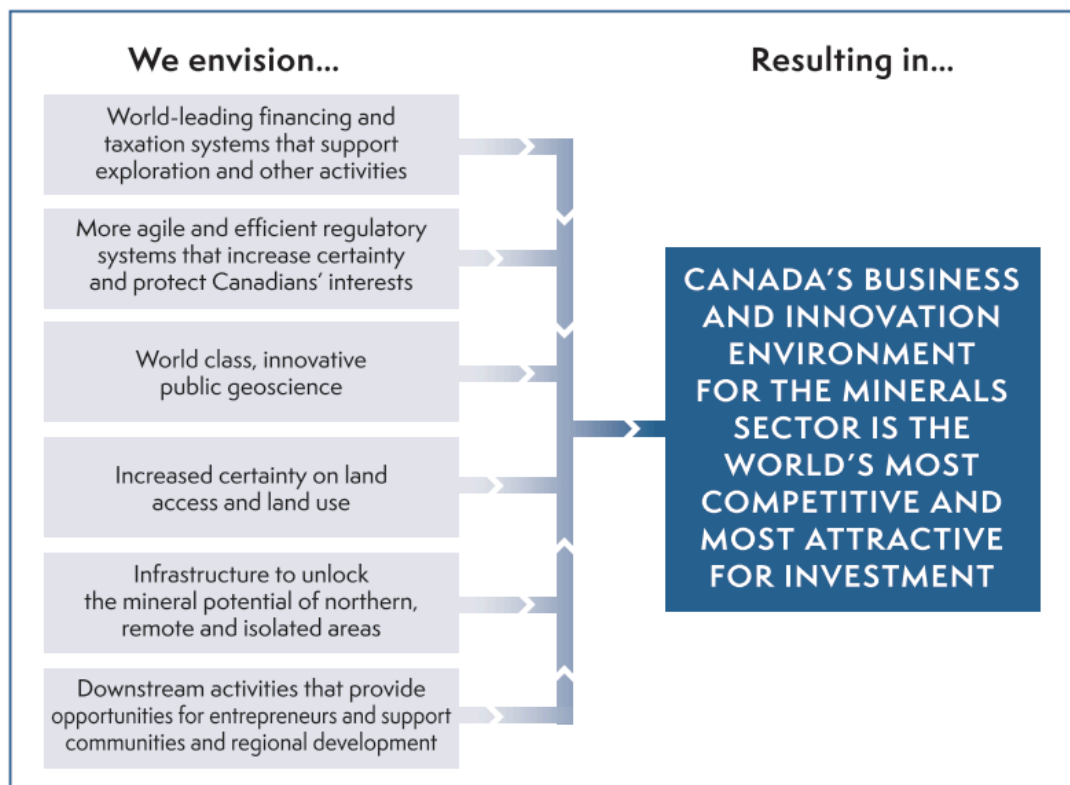 We envision...
Resulting in...
World-leading financing and
taxation systems that support
exploration and other activities
More agile and efficient regulatory
systems that increase certainty
and protect Canadians’ interests
World class, innovative
public geoscience
Increased certainty on land
access and land use
Infrastructure to unlock
the mineral potential of northern,
remote and isolated areas
Downstream activities that provide
opportunities for entrepreneurs and support
communities and regional development
CANADA’S BUSINESS
AND INNOVATION
ENVIRONMENT
FOR THE MINERALS
SECTOR IS THE
WORLD’S MOST
COMPETITIVE AND
MOST ATTRACTIVE
FOR INVESTMENT